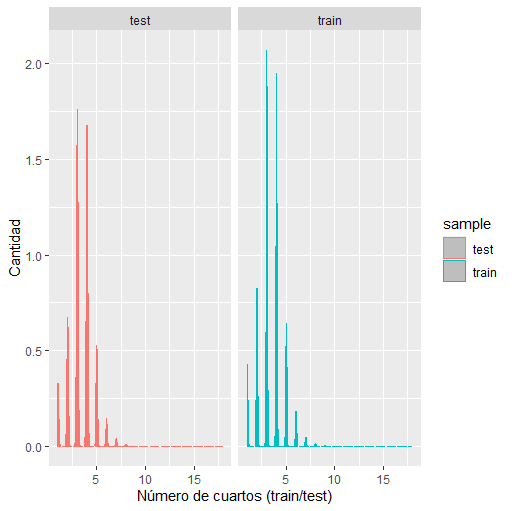 test train
Cantidad
2.0
1.5
1.0
0.5
0.0
5 10 15 5 10 15
Número de cuartos (train/test)
sample
test
train